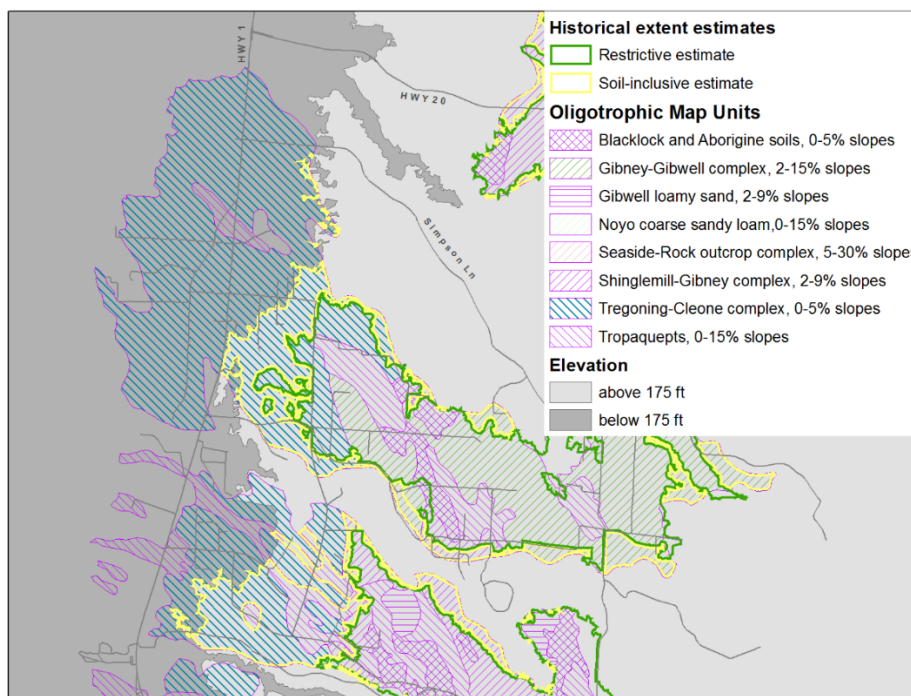 HWY 1
HWY 20
Simpson Ln
Historical extent estimates
Restrictive estimate
Soil-inclusive estimate
Oligotrophic Map Units
Blacklock and Aborigine soils, 0-5% slopes
Gibney-Gibwell complex, 2-15% slopes
Gibwell loamy sand, 2-9% slopes
Noyo coarse sandy loam,0-15% slopes
Seaside-Rock outcrop complex, 5-30% slope
Shinglemill-Gibney complex, 2-9% slopes
Tregoning-Cleone complex, 0-5% slopes
Tropaquepts, 0-15% slopes
Elevation
above 175 ft
below 175 ft